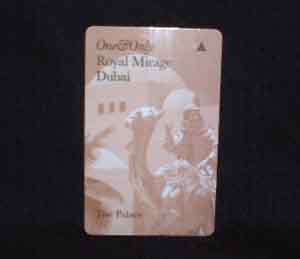 One&Only
Royal Mirage
Dubai
The Palace